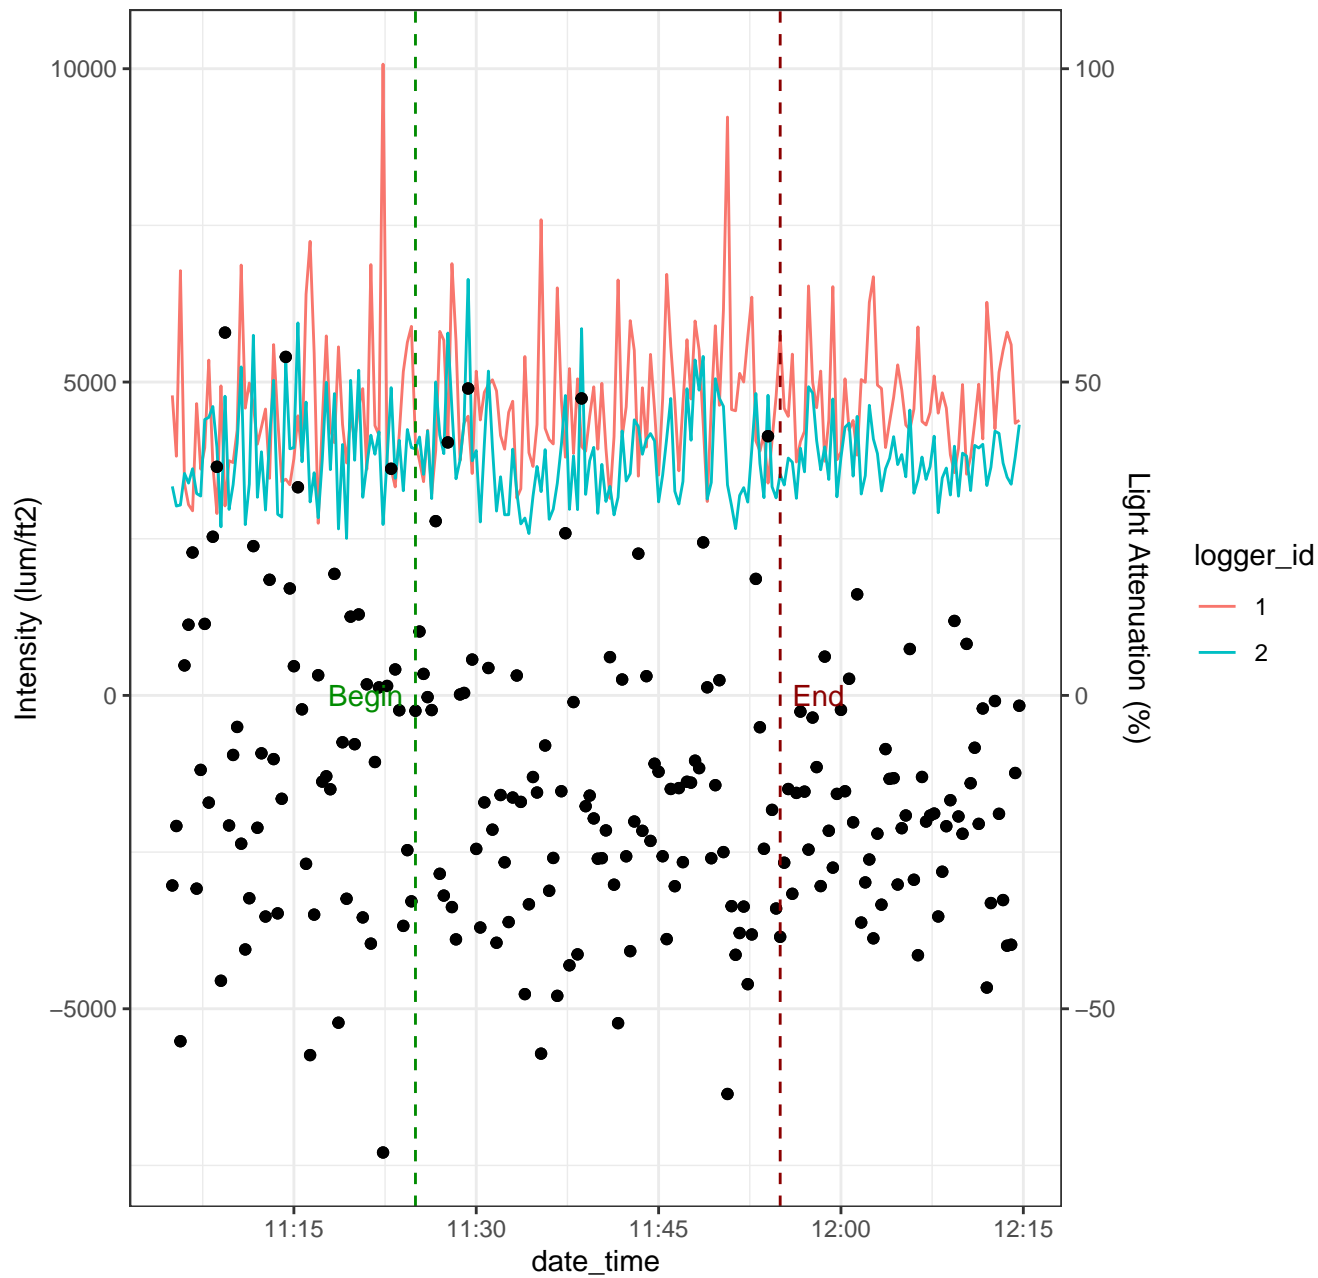 10000
5000
0
−5000
100
50
0
−50
Intensity (lum/ft2)
Light Attenuation (%)
Begin
End
11:15
11:30
11:45
12:00
12:15
date_time
logger_id
1
2